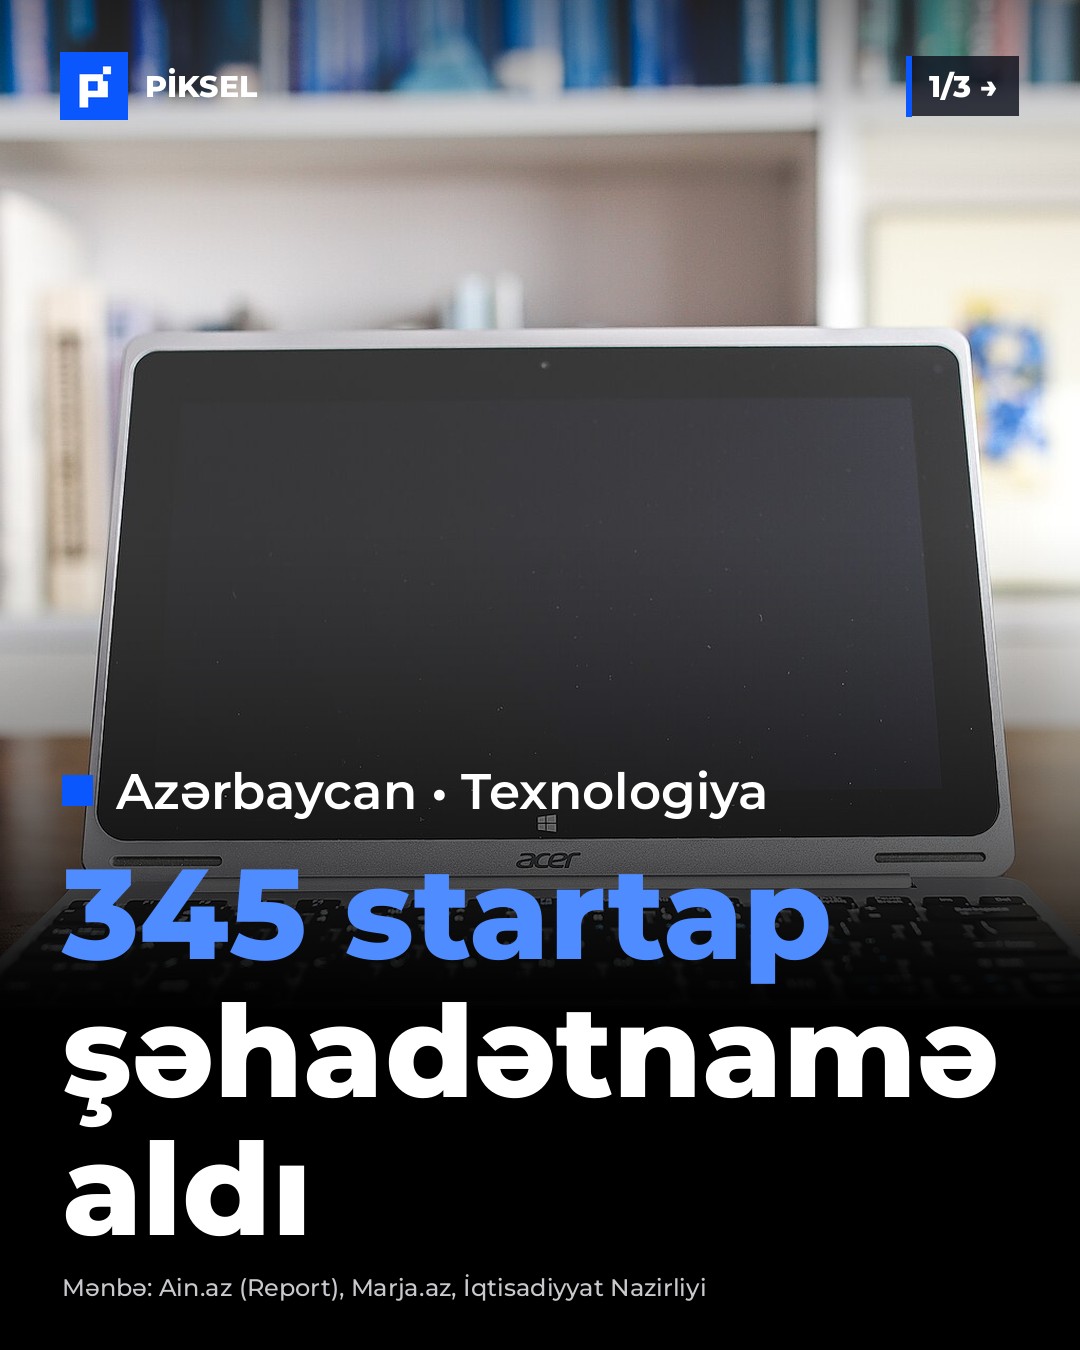 PİKSEL
1/3 →
Azərbaycan • Texnologiya
acer
345 startap
şəhadətnamə
aldı
Mənbə: Ain.az (Report), Marja.az, İqtisadiyyat Nazirliyi